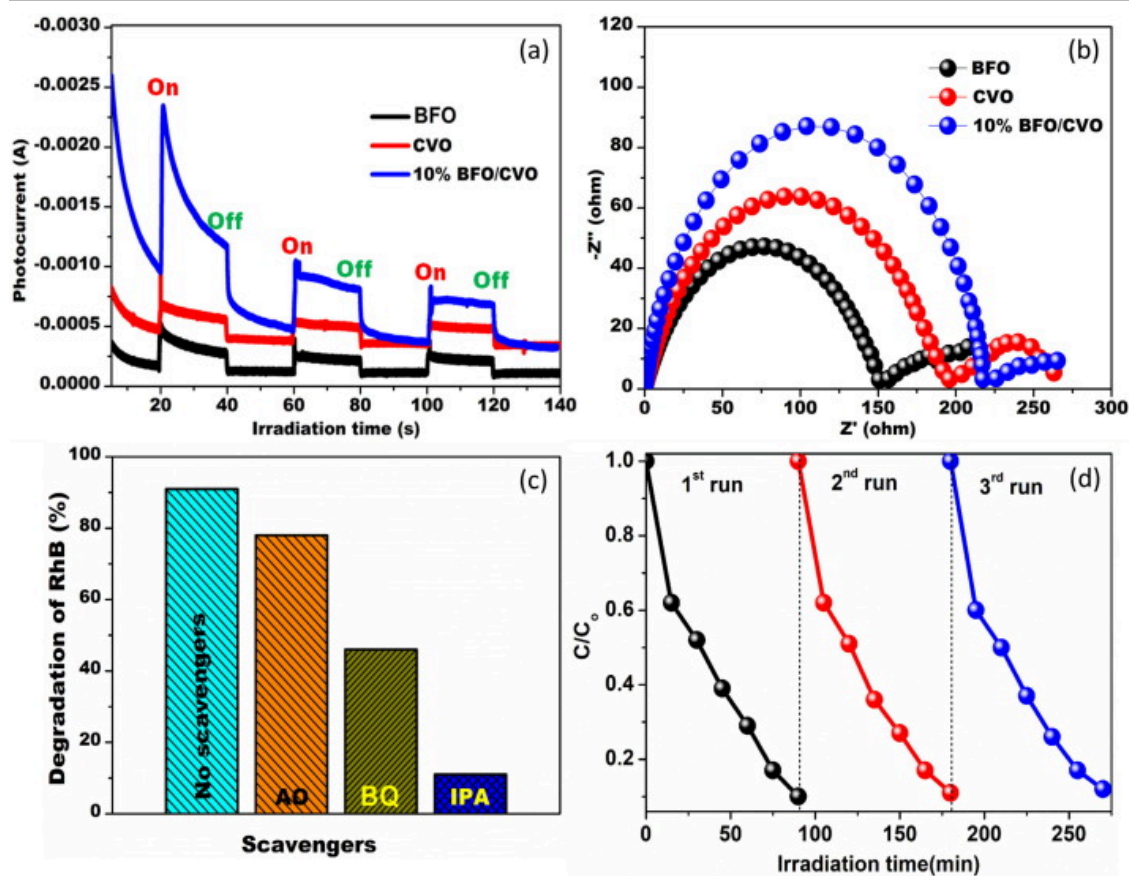 (a)
-0.0030
-0.0025
-0.0020
-0.0015
-0.0010
-0.0005
0.0000
Photocurrent (A)
On
Off
On
Off
On
Off
BFO
CVO
10% BFO/CVO
20 40 60 80 100 120 140
Irradiation time (s)
(b)
120
100
80
60
40
20
0
-Z'' (ohm)
BFO
CVO
10% BFO/CVO
0 50 100 150 200 250 300
Z' (ohm)
(c)
100
80
60
40
20
0
Degradation of RhB (%)
No scavengers
AO
BQ
IPA
Scavengers
(d)
1.0
0.8
0.6
0.4
0.2
C/Co
1st run
2nd run
3rd run
0 50 100 150 200 250
Irradiation time(min)